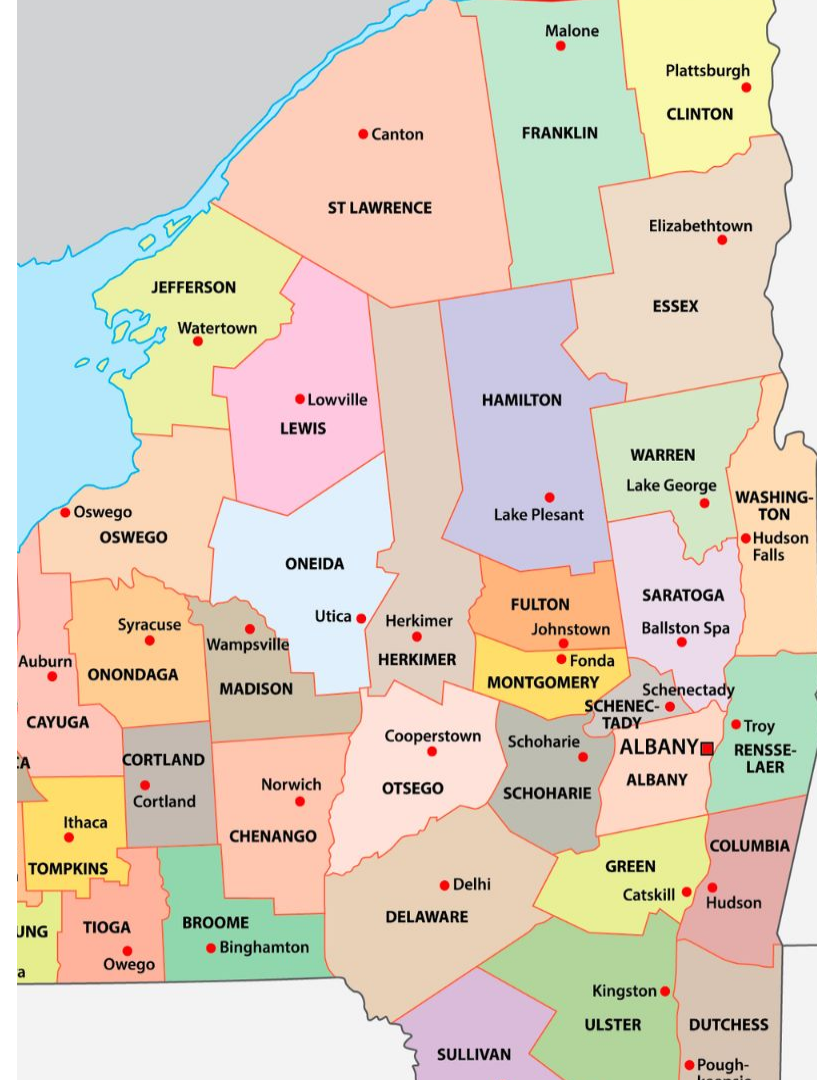 Malone
Plattsburgh
CLINTON
Canton
FRANKLIN
ST LAWRENCE
Elizabethtown
JEFFERSON
ESSEX
Watertown
Lowville
HAMILTON
LEWIS
WARREN
Lake George
WASHING-
TON
Lake Plesant
Oswego
OSWEGO
Hudson
Falls
ONEIDA
SARATOGA
FULTON
Utica
Herkimer
Johnstown
Ballston Spa
Syracuse
Wampsville
HERKIMER
Fonda
Auburn
ONONDAGA
MADISON
MONTGOMERY
Schenectady
SCHENEC-
TADY
CAYUGA
Troy
Cooperstown
Schoharie
ALBANY
RENSSE-
LAER
CA
CORTLAND
ALBANY
Norwich
OTSEGO
SCHOHARIE
Cortland
Ithaca
CHENANGO
COLUMBIA
TOMPKINS
GREEN
Delhi
Catskill
Hudson
DELAWARE
UNG
TIOGA
BROOME
Binghamton
Owego
a
Kingston
ULSTER
DUTCHESS
SULLIVAN
Pough-
keepsie